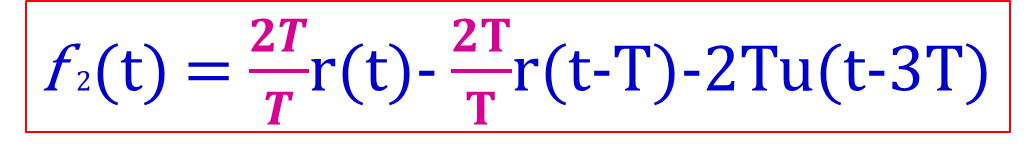 f₂(t) = 2T/T r(t)- 2T/T r(t-T)-2Tu(t-3T)